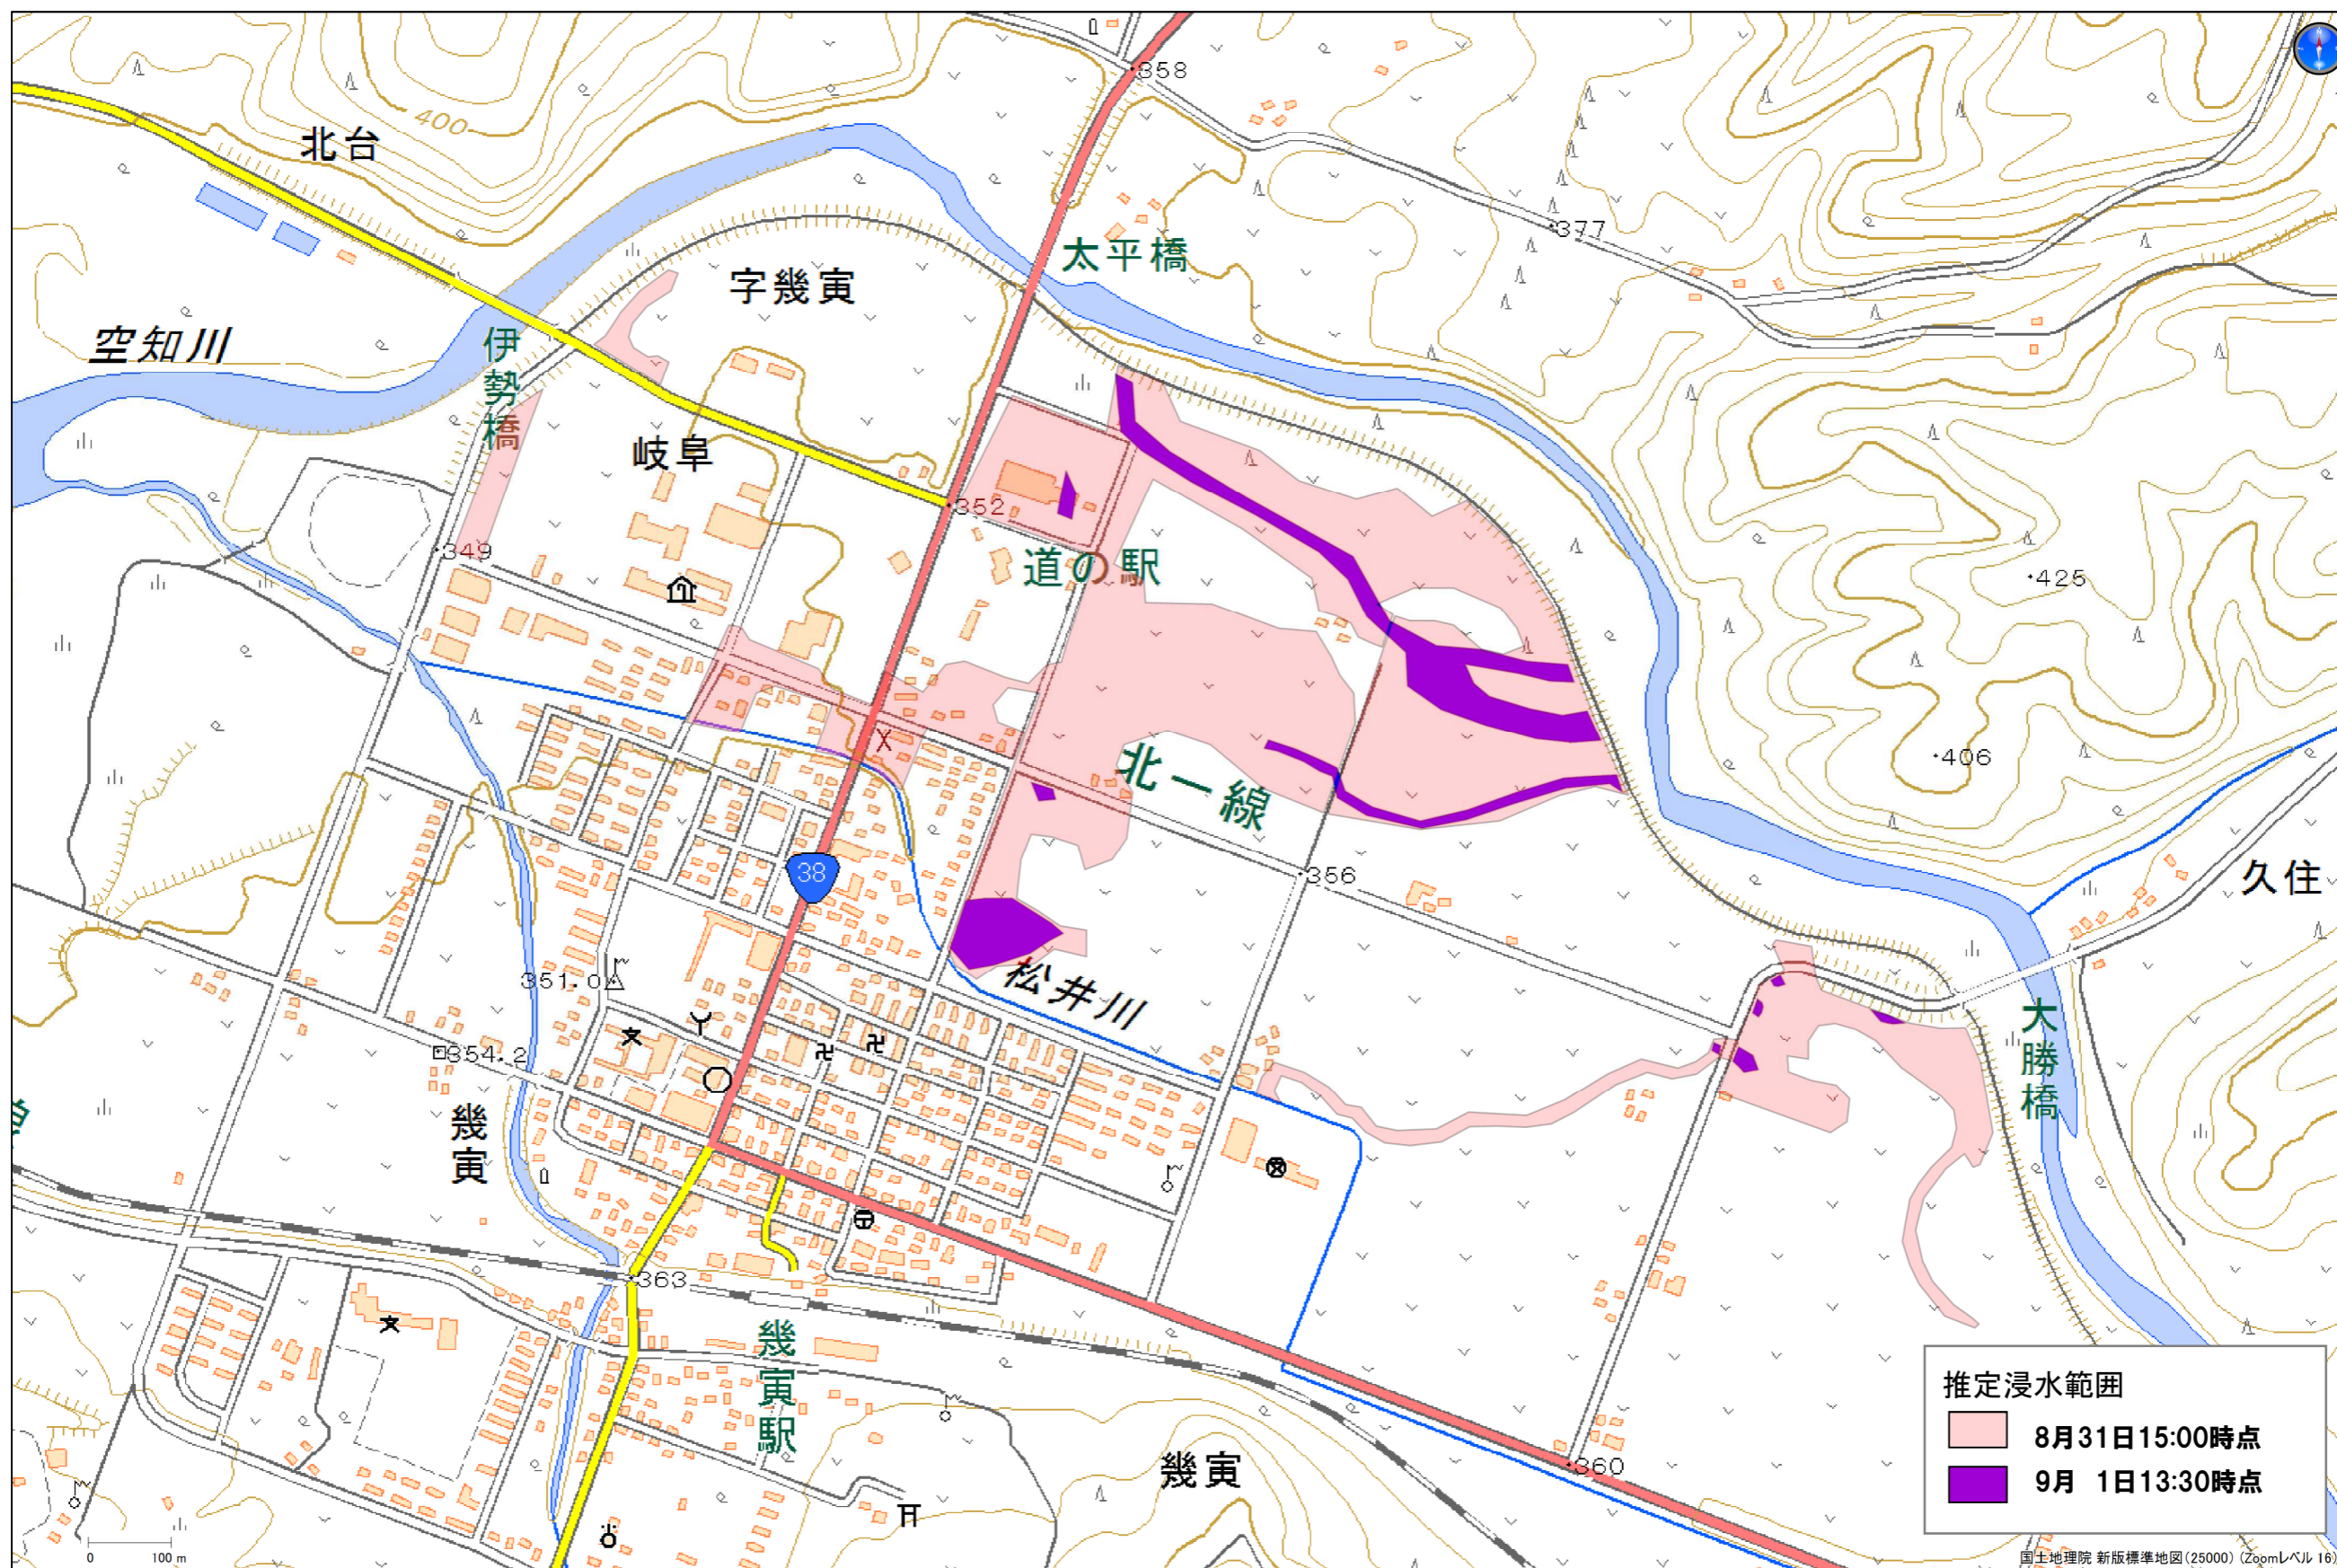 358
400
北台
377
太平橋
字幾寅
空知川
伊勢橋
岐阜
352
349
道の駅
425
406
北一線
38
356
久住
351.0
松井川
354.2
大勝橋
幾寅
363
幾寅駅
幾寅
360
推定浸水範囲
8月31日15:00時点
9月 1日13:30時点
0 100 m
国土地理院 新版標準地図(25000) (Zoomレベル 16)